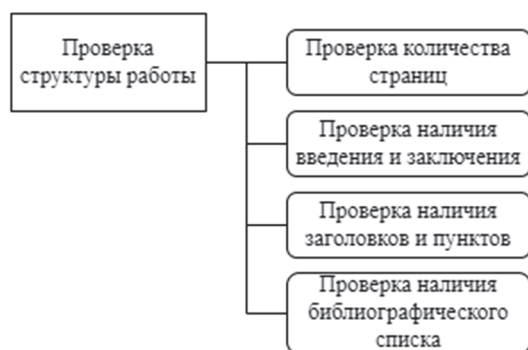 Проверка
структуры работы
Проверка количества
страниц
Проверка наличия
введения и заключения
Проверка наличия
заголовков и пунктов
Проверка наличия
библиографического
списка